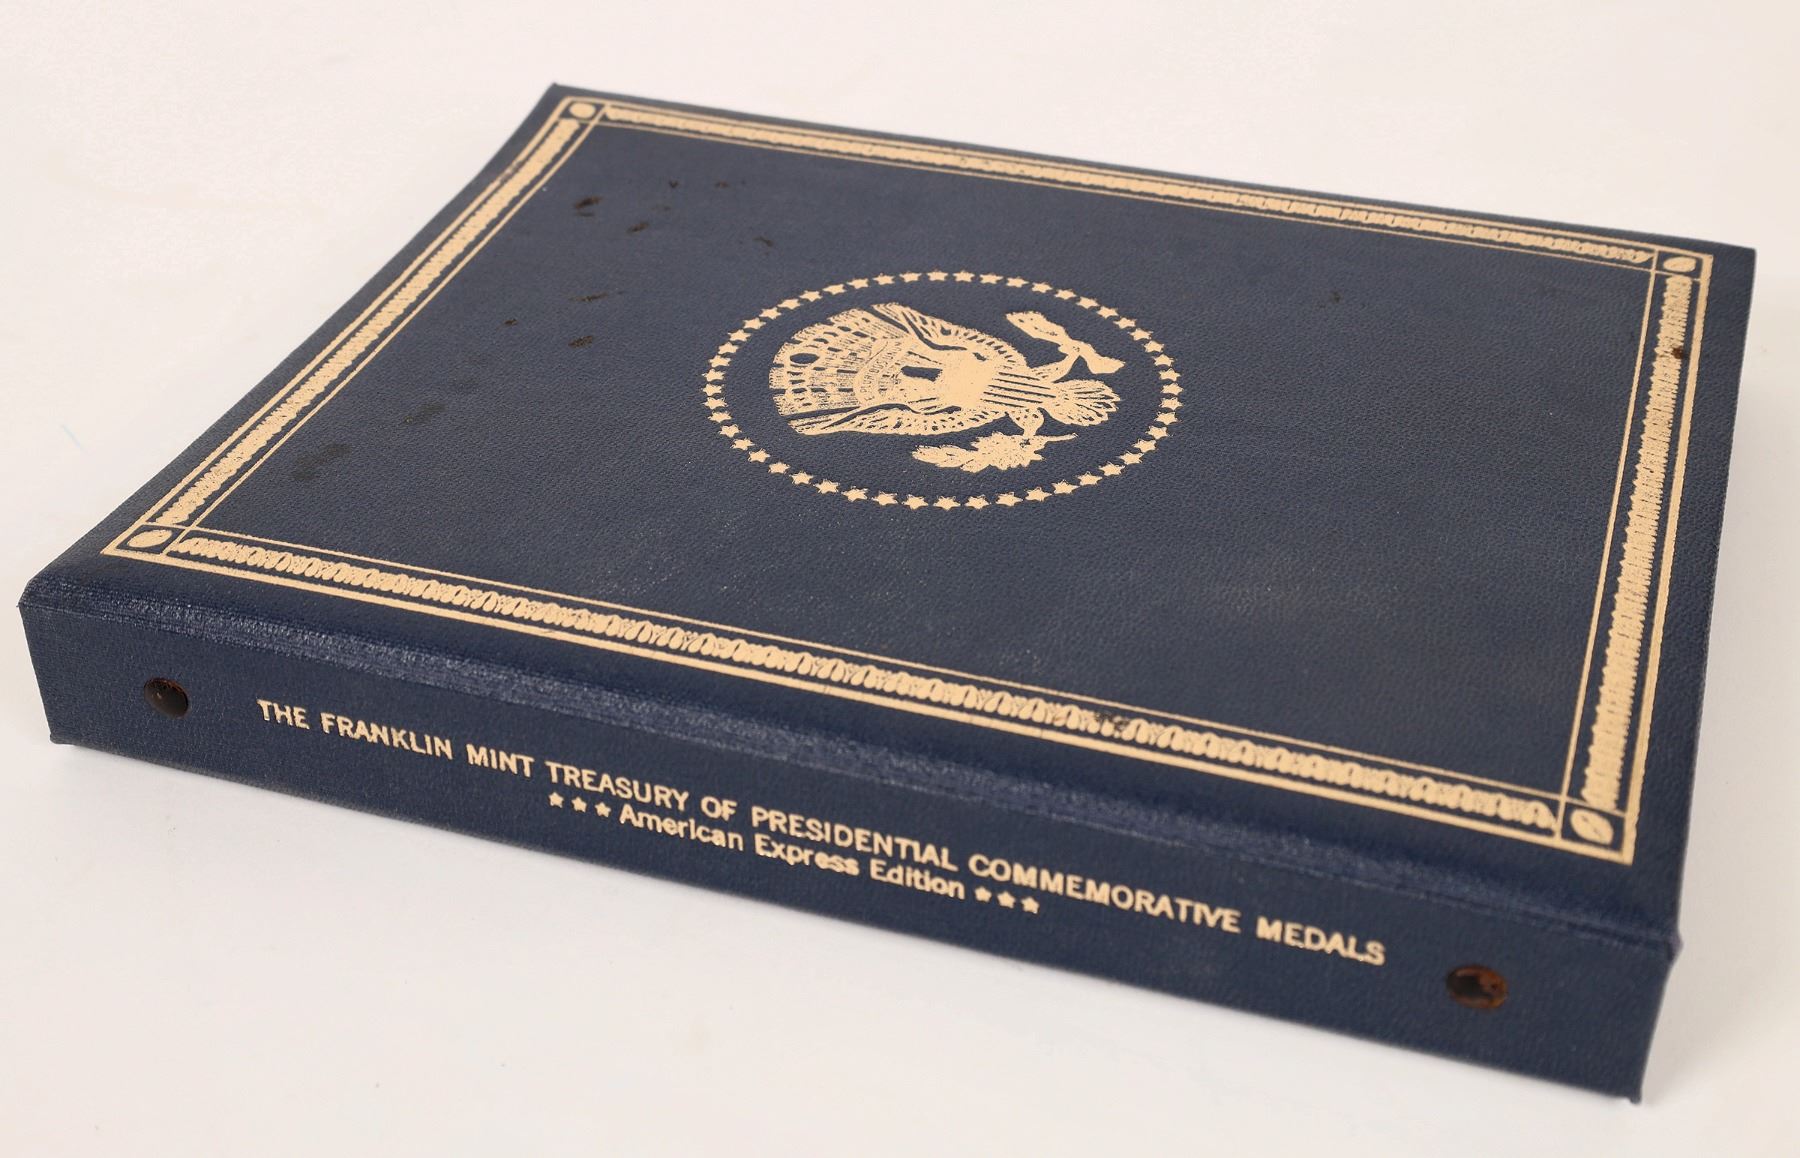 THE FRANKLIN MINT TREASURY OF PRESIDENTIAL COMMEMORATIVE MEDALS
★★★ American Express Edition ★★★